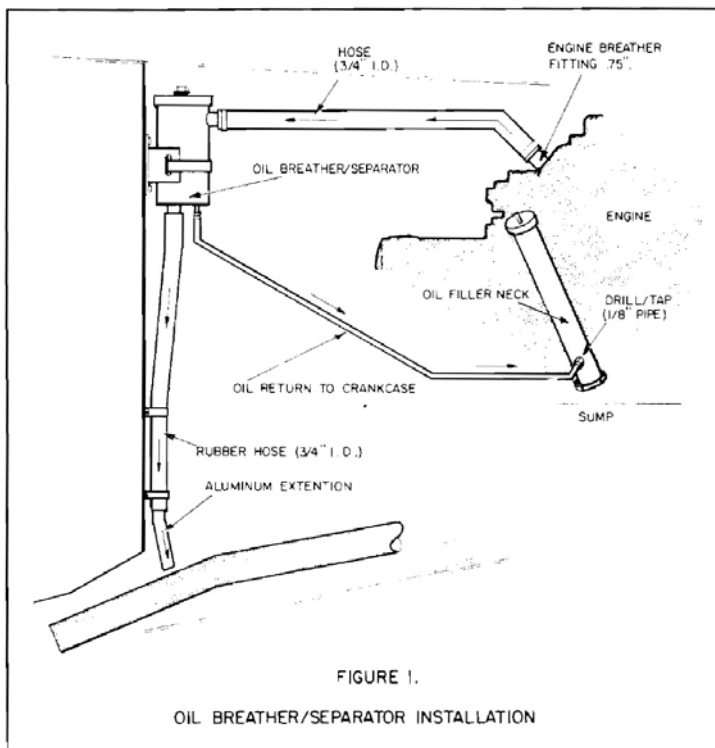 HOSE
(3/4" I.D.)
ENGINE BREATHER
FITTING .75".
OIL BREATHER/SEPARATOR
ENGINE
OIL FILLER NECK
DRILL/TAP
(1/8" PIPE)
OIL RETURN TO CRANKCASE
SUMP
RUBBER HOSE (3/4" I.D.)
ALUMINUM EXTENTION
FIGURE 1.
OIL BREATHER/SEPARATOR INSTALLATION